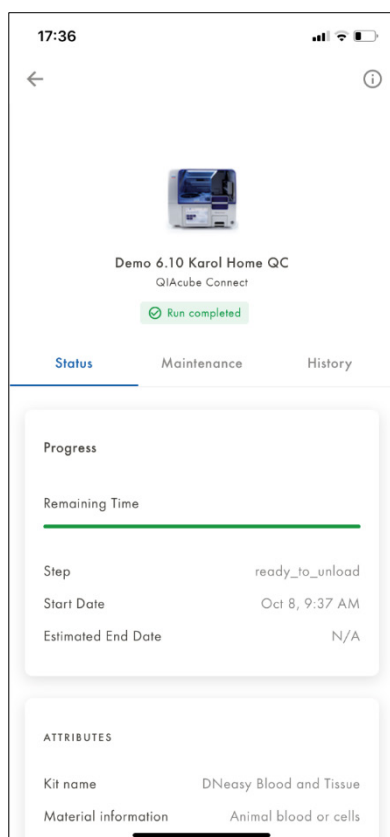 17:36
Demo 6.10 Karol Home QC
QIAcube Connect
Run completed
Status Maintenance History
Progress
Remaining Time
Step ready_to_unload
Start Date Oct 8, 9:37 AM
Estimated End Date N/A
ATTRIBUTES
Kit name DNeasy Blood and Tissue
Material information Animal blood or cells